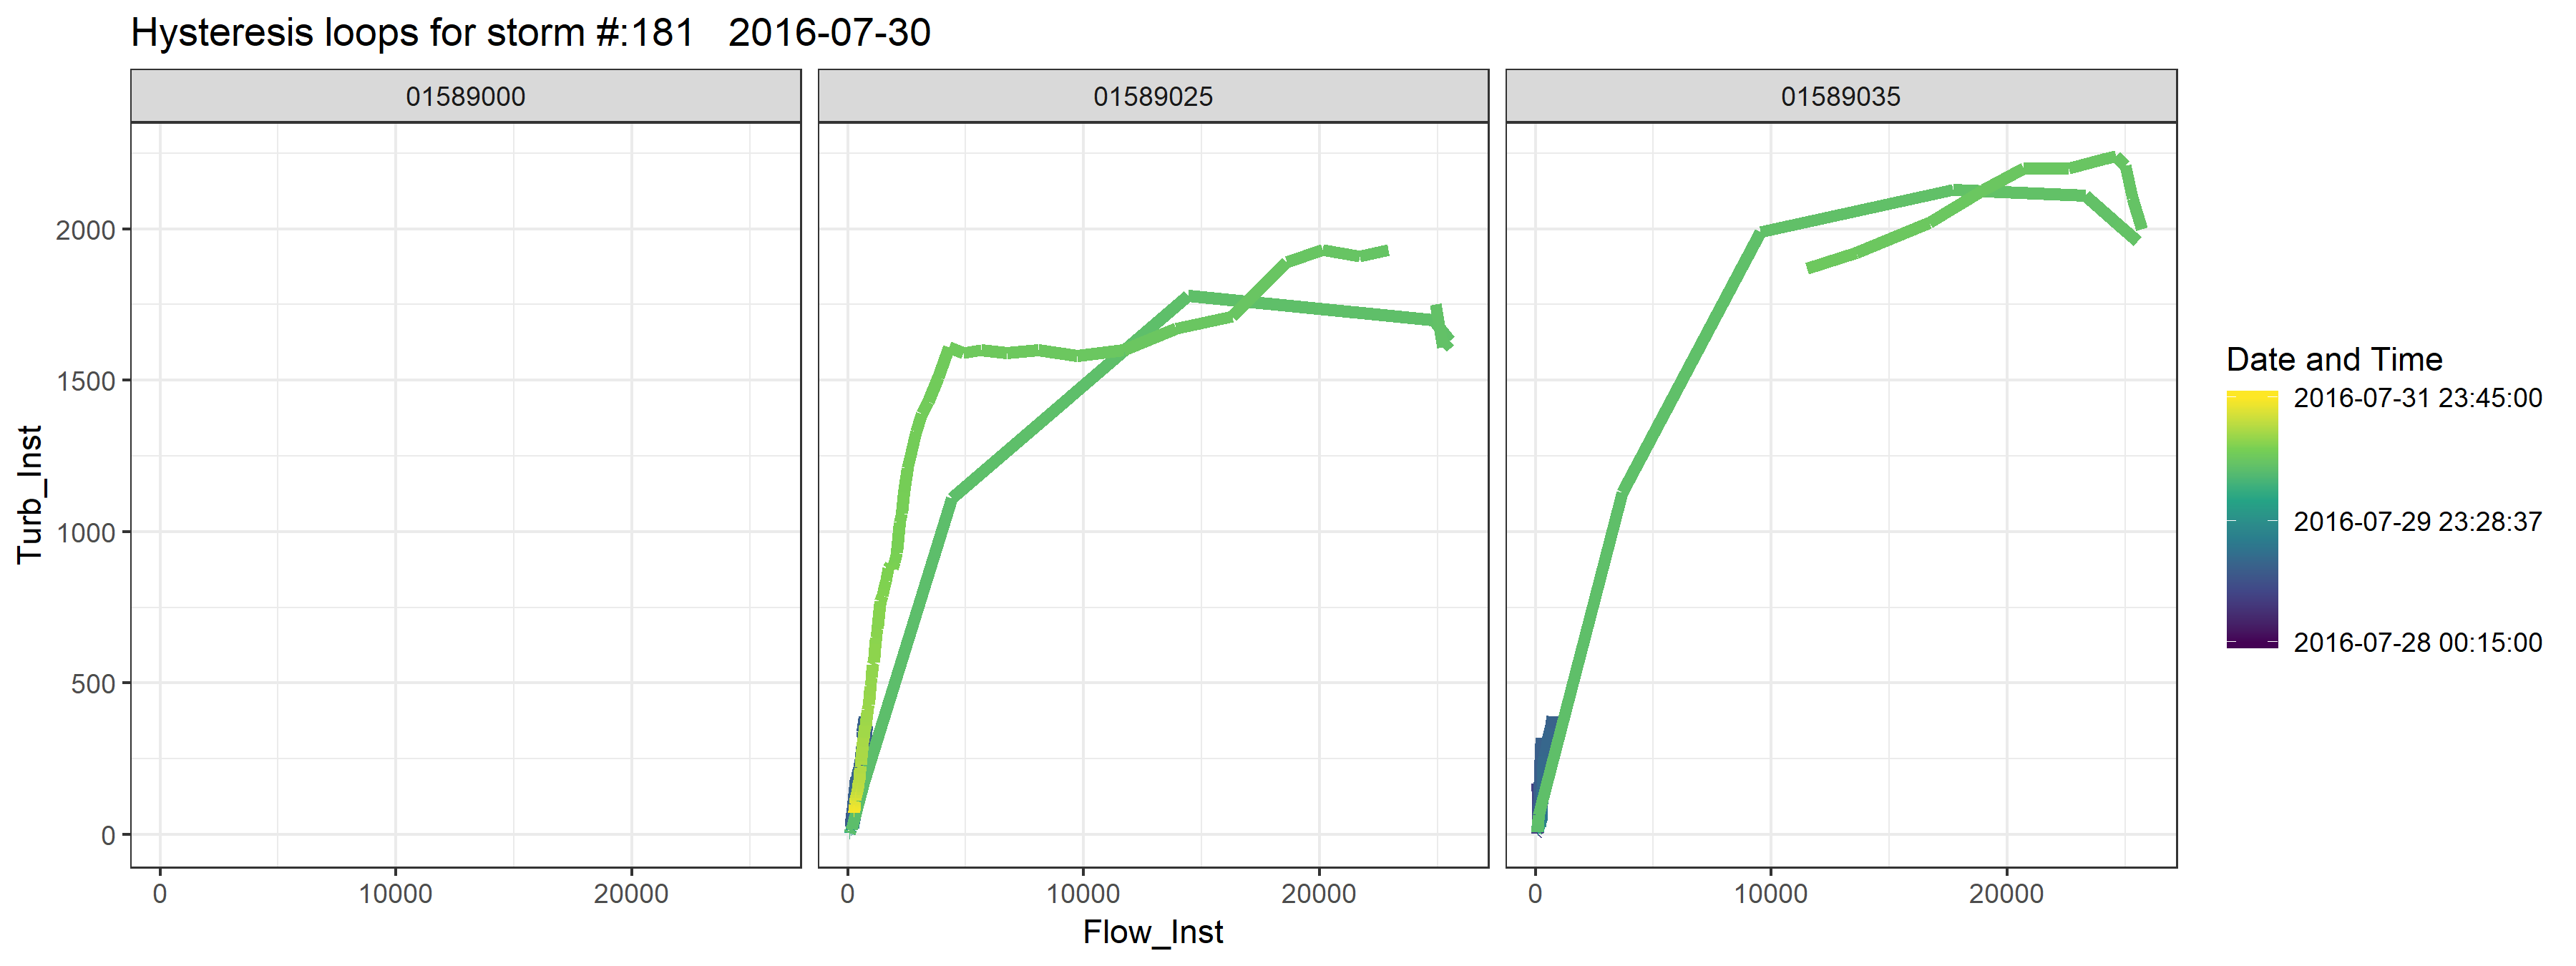 Hysteresis loops for storm #:181   2016-07-30
01589000
01589025
01589035
Turb_Inst
2000
1500
1000
500
0
0 10000 20000
0 10000 20000
0 10000 20000
Flow_Inst
Date and Time
2016-07-31 23:45:00
2016-07-29 23:28:37
2016-07-28 00:15:00